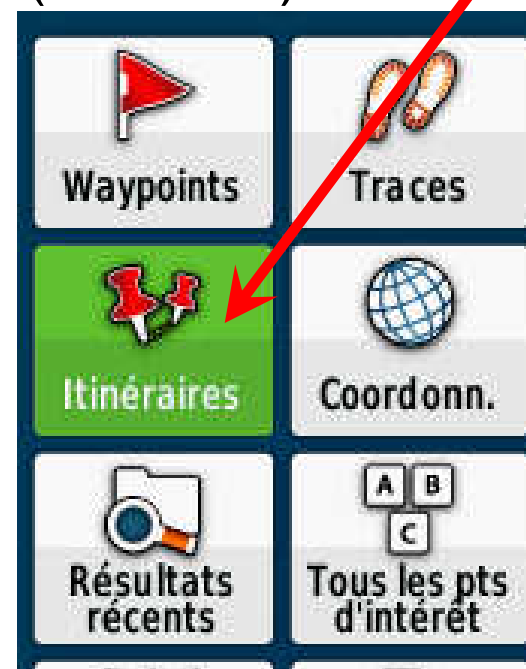 Waypoints
Traces
Itinéraires
Coordonn.
Résultats
récents
A B
C
Tous les pts
d'intérêt